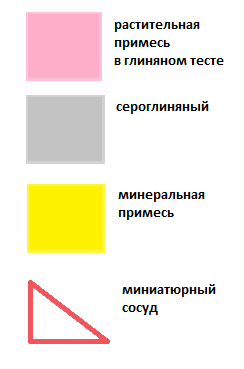 растительная
примесь
в глиняном тесте
сероглиняный
минеральная
примесь
миниатюрный
сосуд